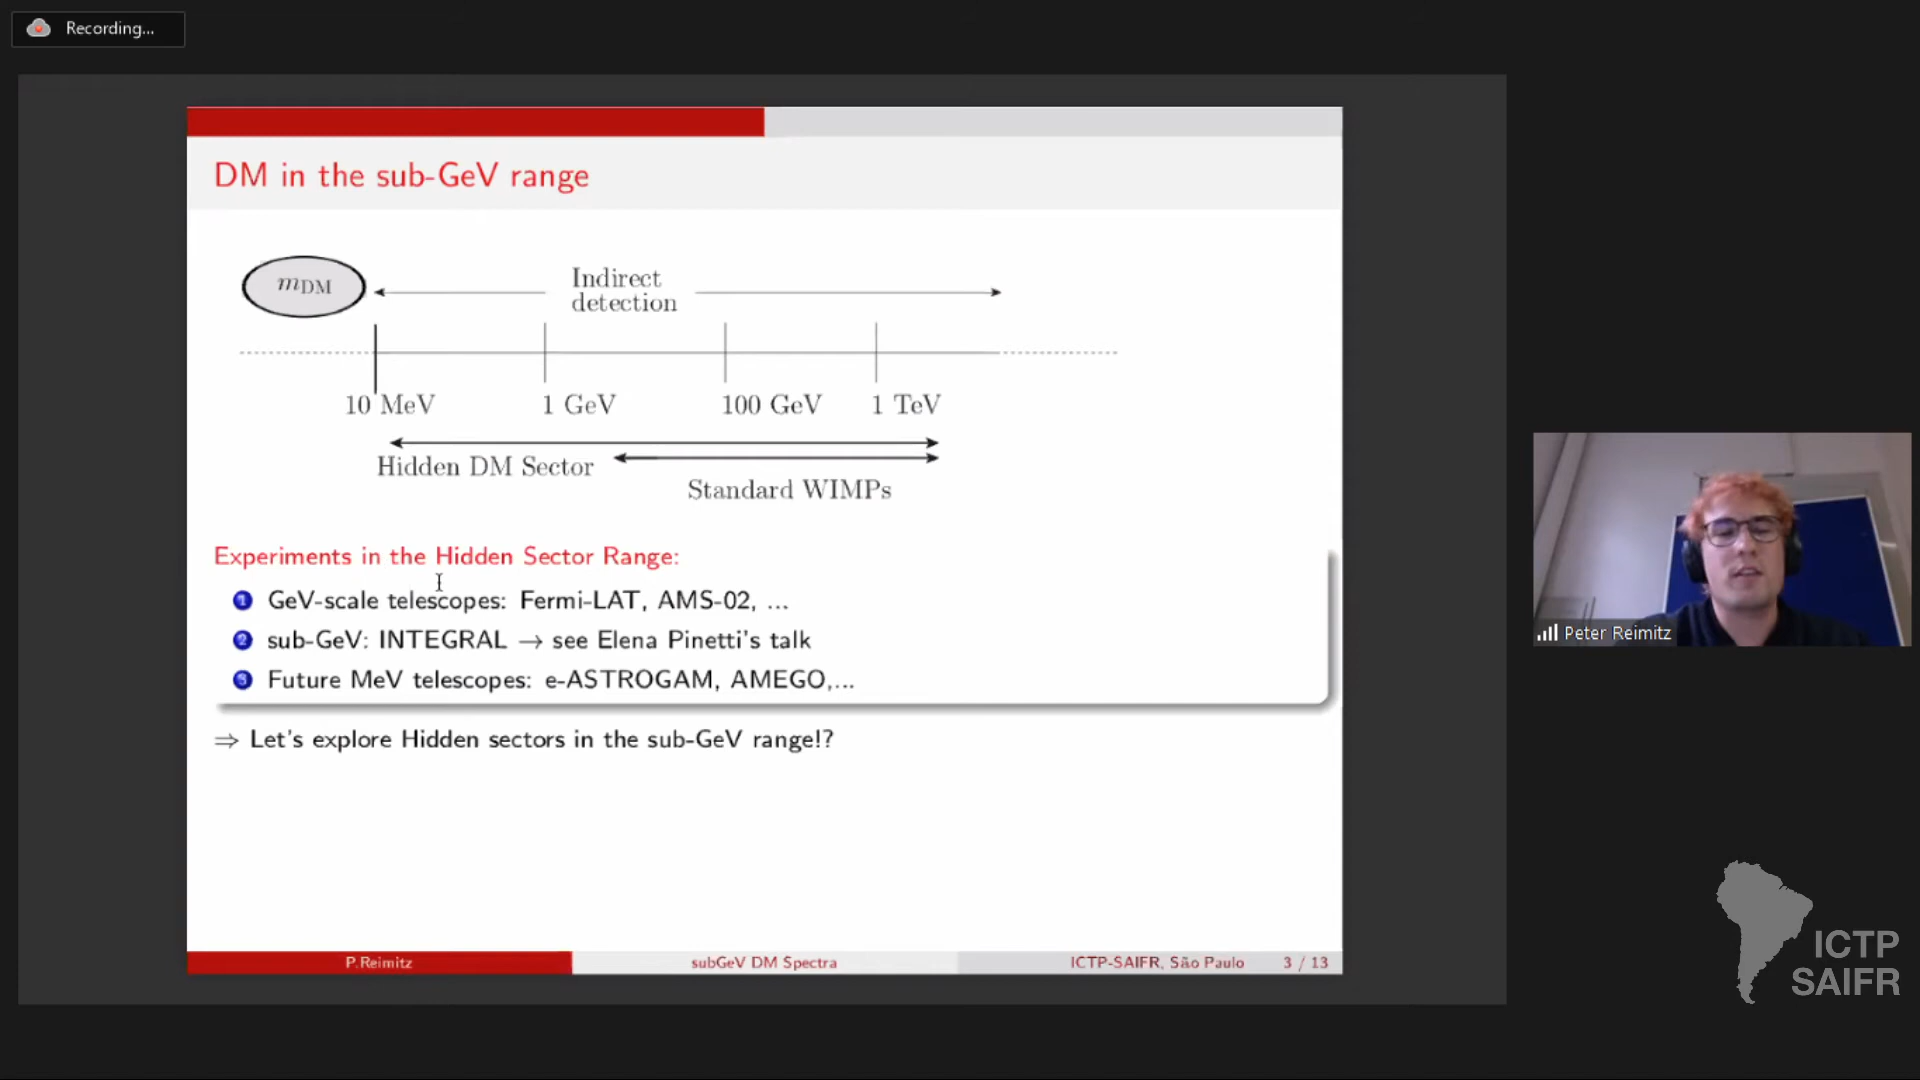 Recording...
DM in the sub-GeV range
mDM
Indirect
detection
10 MeV 1 GeV 100 GeV 1 TeV
Hidden DM Sector
Standard WIMPs
Experiments in the Hidden Sector Range:
1 GeV-scale telescopes: Fermi-LAT, AMS-02, ...
2 sub-GeV: INTEGRAL → see Elena Pinetti's talk
3 Future MeV telescopes: e-ASTROGAM, AMEGO,...
⇒ Let's explore Hidden sectors in the sub-GeV range!?
P.Reimitz subGeV DM Spectra ICTP-SAIFR, São Paulo 3 / 13
Peter Reimitz
ICTP
SAIFR